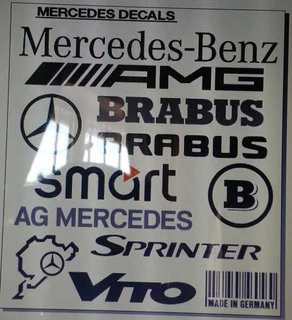 MERCEDES DECALS
Mercedes-Benz
AMG
BRABUS
BRABUS
smart
B
AG MERCEDES
SPRINTER
VITO
MADE IN GERMANY